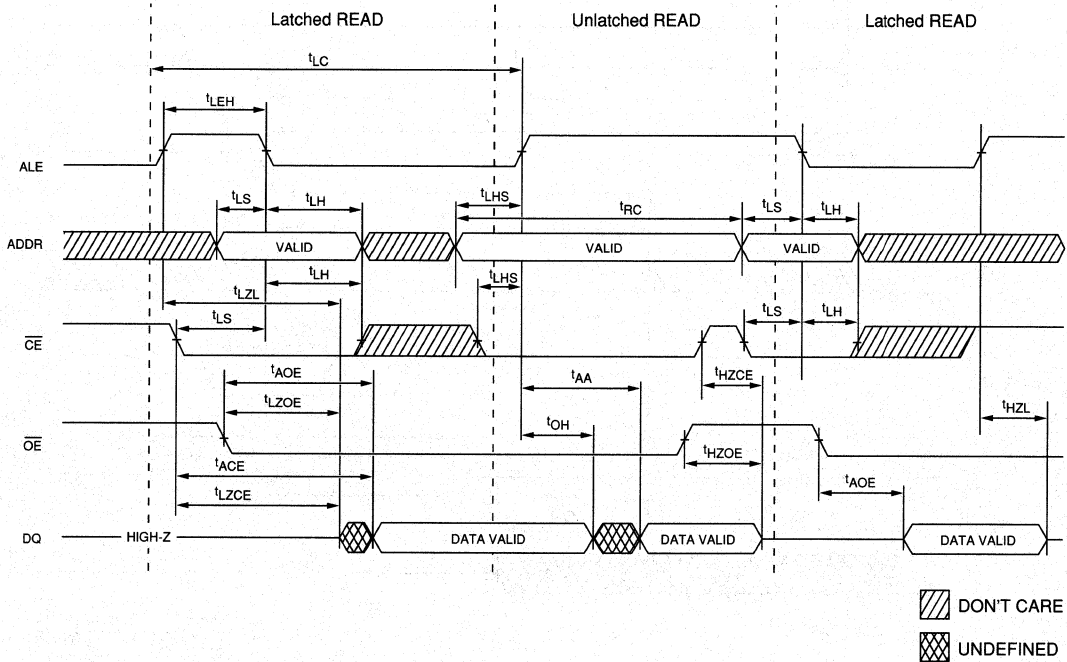 Latched READ Unlatched READ Latched READ
tLC
tLEH
ALE
tLS tLH tLHS tRC tLS tLH
ADDR VALID VALID VALID
tLH tLHS
tLZL
tLS tLS tLH
CE
tAOE tAA tHZCE
tLZOE tOH tHZL
OE
tHZOE
tACE
tLZCE tAOE
DQ HIGH-Z DATA VALID DATA VALID DATA VALID
DON'T CARE
UNDEFINED